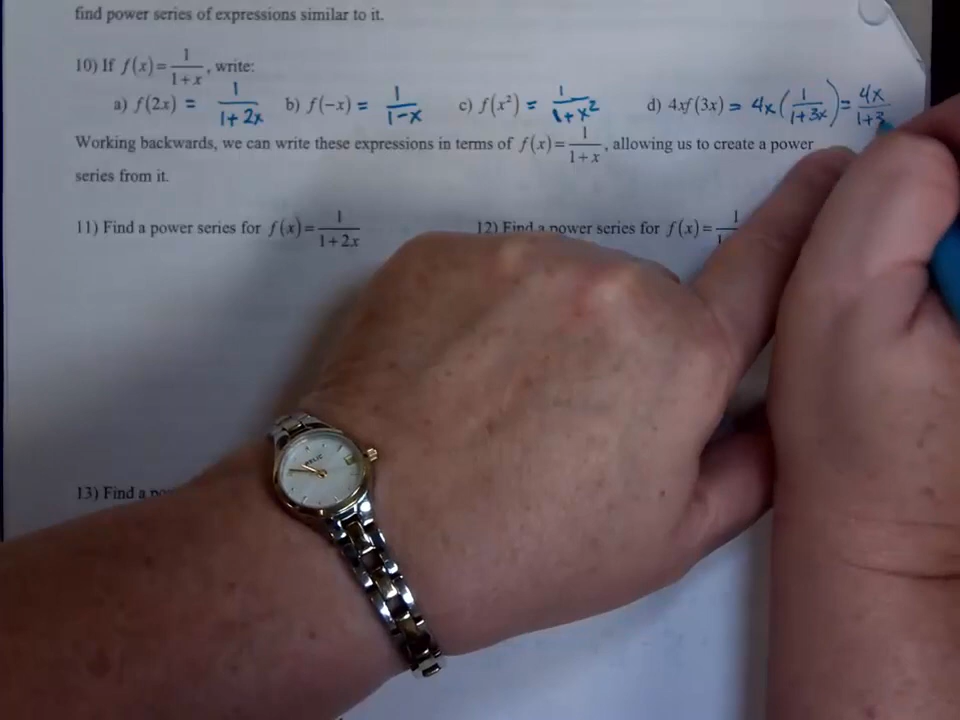 find power series of expressions similar to it.
10) If f(x) = 1/(1+x), write:
a) f(2x) = 1/(1+2x) b) f(−x) = 1/(1−x) c) f(x²) = 1/(1+x²) d) 4xf(3x) = 4x(1/(1+3x)) = 4x/(1+3
Working backwards, we can write these expressions in terms of f(x) = 1/(1+x), allowing us to create a power
series from it.
11) Find a power series for f(x) = 1/(1+2x) 12) Find a power series for f(x) = 1
13) Find a
RELIC